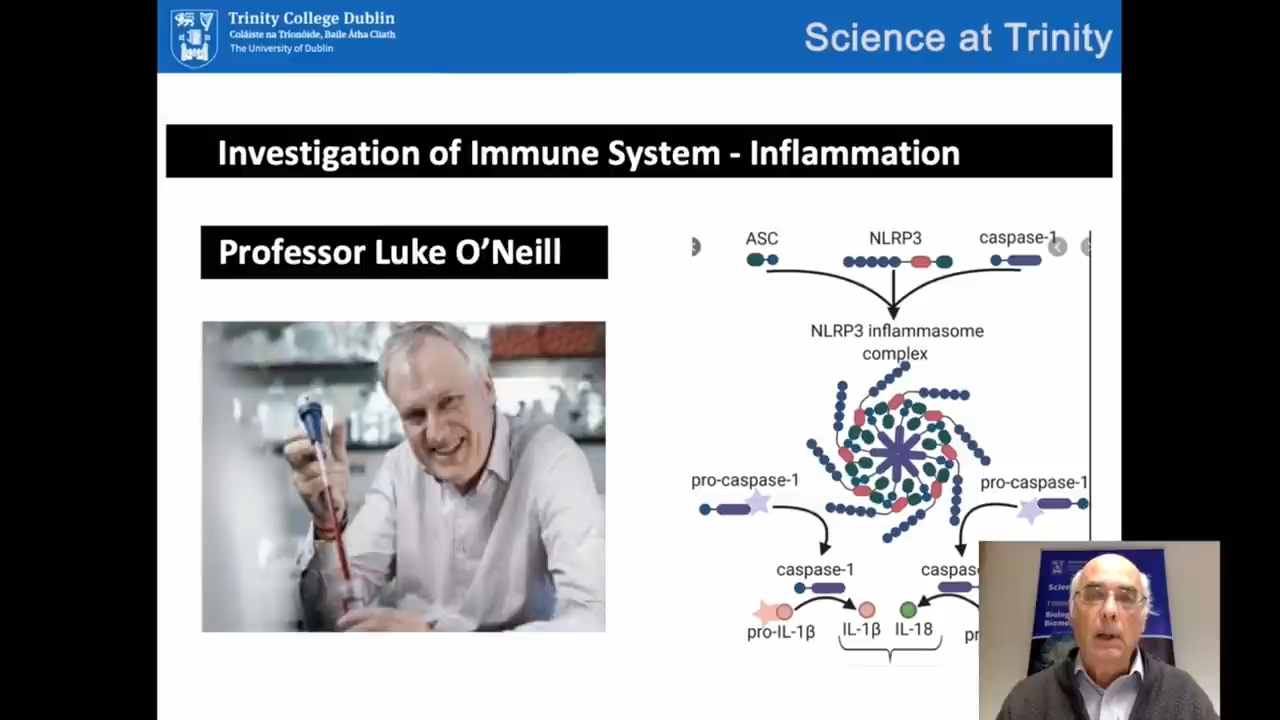 Trinity College Dublin
Coláiste na Tríonóide, Baile Átha Cliath
The University of Dublin
Science at Trinity
Investigation of Immune System - Inflammation
Professor Luke O'Neill
ASC
NLRP3
caspase-1
NLRP3 inflammasome
complex
pro-caspase-1
pro-caspase-1
caspase-1
pro-IL-1β
IL-1β
IL-18